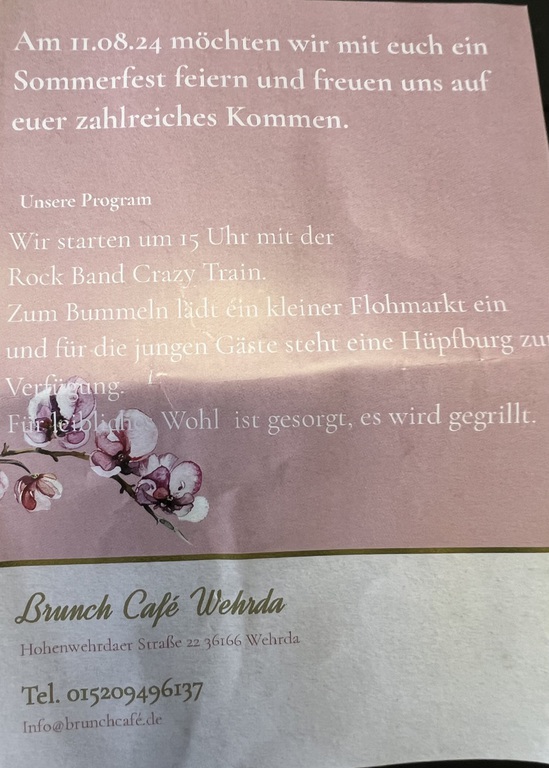 Am 11.08.24 möchten wir mit euch ein
Sommerfest feiern und freuen uns auf
euer zahlreiches Kommen.
Unsere Program
Wir starten um 15 Uhr mit der
Rock Band Crazy Train.
Zum Bummeln lädt ein kleiner Flohmarkt ein
und für die jungen Gäste steht eine Hüpfburg zur
Verfügung.
Für leibliches Wohl ist gesorgt, es wird gegrillt.
Brunch Café Wehrda
Hohenwehrdaer Straße 22 36166 Wehrda
Tel. 015209496137
Info@brunchcafé.de